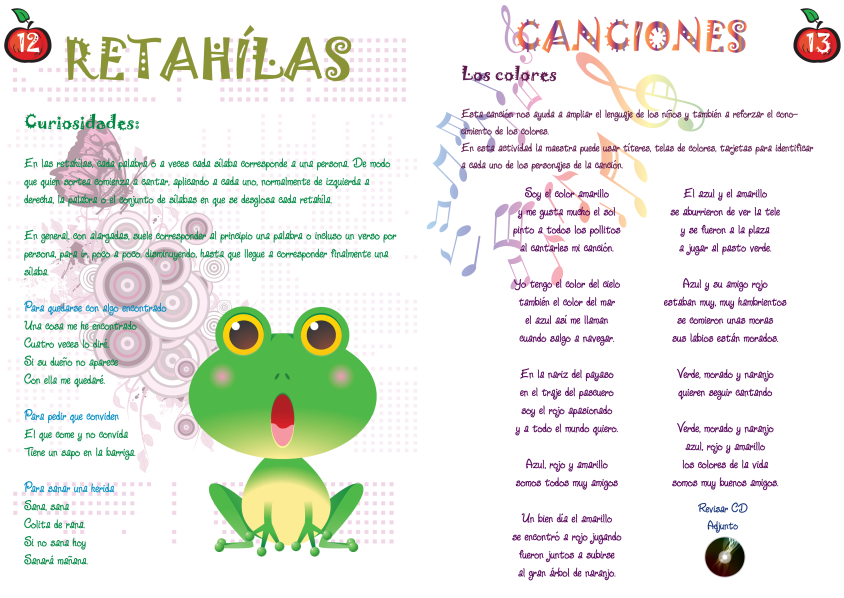 12
RETAHÍLAS
Curiosidades:
En las retahílas, cada palabra o a veces cada sílaba corresponde a una persona. De modo
que quien sortea comienza a cantar, aplicando a cada uno, normalmente de izquierda a
derecha, la palabra o el conjunto de sílabas en que se desglosa cada retahíla.
En general, con alargadas, suele corresponder al principio una palabra o incluso un verso por
persona, para ir, poco a poco, disminuyendo, hasta que llegue a corresponder finalmente una
sílaba.
Para quedarse con algo encontrado
Una cosa me he encontrado
Cuatro veces lo diré.
Si su dueño no aparece
Con ella me quedaré.
Para pedir que conviden
El que come y no convida
Tiene un sapo en la barriga.
Para sanar una herida
Sana, sana
Colita de rana.
Si no sana hoy
Sanará mañana.
13
CANCIONES
Los colores
Esta canción nos ayuda a ampliar el lenguaje de los niños y también a reforzar el cono-
cimiento de los colores.
En esta actividad la maestra puede usar títeres, telas de colores, tarjetas para identificar
a cada uno de los personajes de la canción.
Soy el color amarillo
y me gusta mucho el sol
pinto a todos los pollitos
al cantarles mi canción.
Yo tengo el color del cielo
también el color del mar
el azul así me llaman
cuando salgo a navegar.
En la nariz del payaso
en el traje del pascuero
soy el rojo apasionado
y a todo el mundo quiero.
Azul, rojo y amarillo
somos todos muy amigos
Un bien día el amarillo
se encontró a rojo jugando
fueron juntos a subirse
al gran árbol de naranjo.
El azul y el amarillo
se aburrieron de ver la tele
y se fueron a la plaza
a jugar al pasto verde.
Azul y su amigo rojo
estaban muy, muy hambrientos
se comieron unas moras
sus labios están morados.
Verde, morado y naranjo
quieren seguir cantando
Verde, morado y naranjo
azul, rojo y amarillo
los colores de la vida
somos muy buenos amigos.
Revisar CD
Adjunto